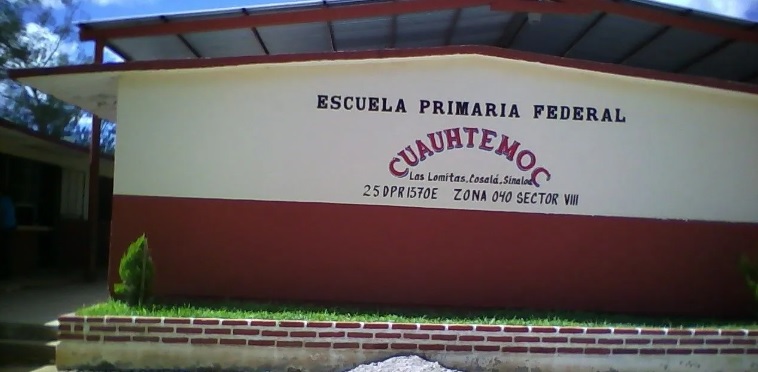 ESCUELA PRIMARIA FEDERAL
CUAUHTEMOC
Las Lomitas, Cosalá, Sinaloa
25DPR1570E ZONA 040 SECTOR VIII